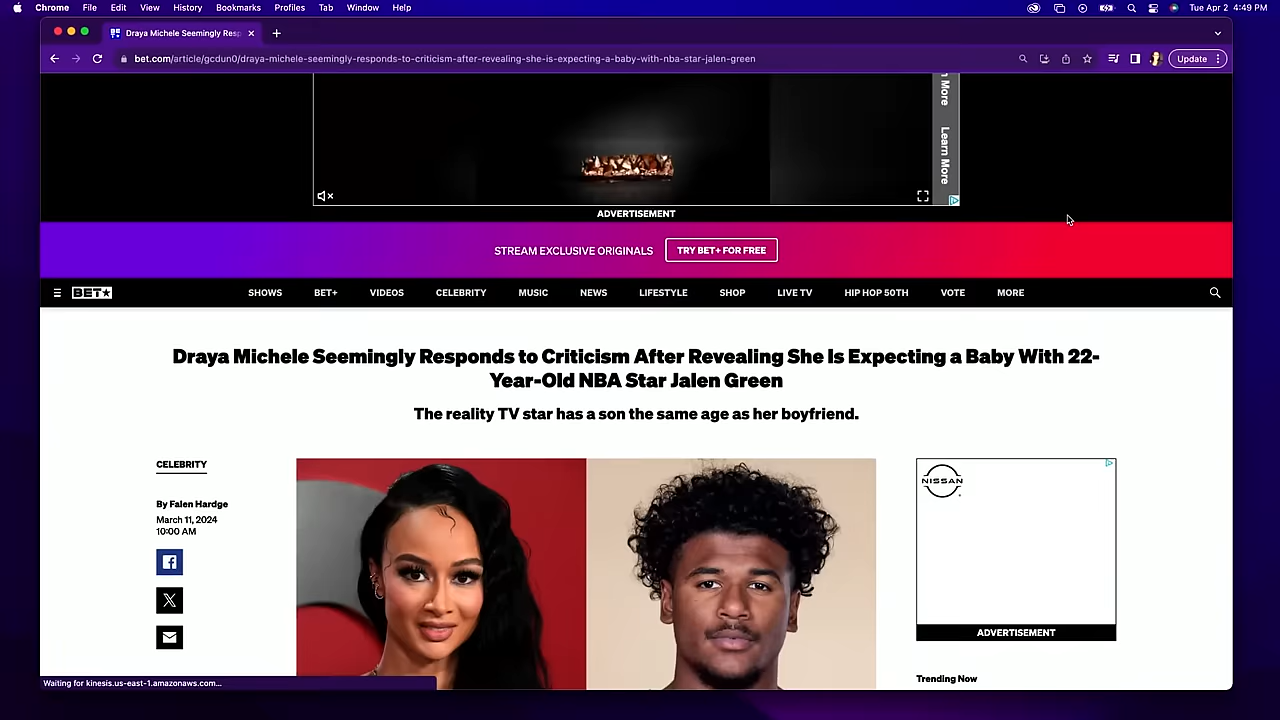 Chrome File Edit View History Bookmarks Profiles Tab Window Help
Tue Apr 2 4:49 PM
Draya Michele Seemingly Resp
bet.com/article/gcdun0/draya-michele-seemingly-responds-to-criticism-after-revealing-she-is-expecting-a-baby-with-nba-star-jalen-green
Update
More
Learn More
ADVERTISEMENT
STREAM EXCLUSIVE ORIGINALS TRY BET+ FOR FREE
BET SHOWS BET+ VIDEOS CELEBRITY MUSIC NEWS LIFESTYLE SHOP LIVE TV HIP HOP 50TH VOTE MORE
Draya Michele Seemingly Responds to Criticism After Revealing She Is Expecting a Baby With 22-
Year-Old NBA Star Jalen Green
The reality TV star has a son the same age as her boyfriend.
CELEBRITY
By Falen Hardge
March 11, 2024
10:00 AM
NISSAN
ADVERTISEMENT
Trending Now
Waiting for kinesis.us-east-1.amazonaws.com...